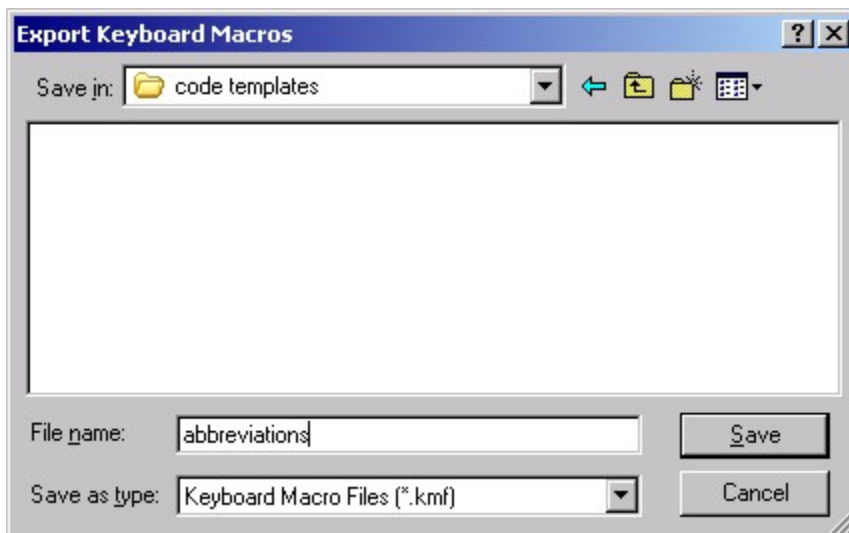 Export Keyboard Macros
Save in: code templates
File name: abbreviations Save
Save as type: Keyboard Macro Files (*.kmf) Cancel